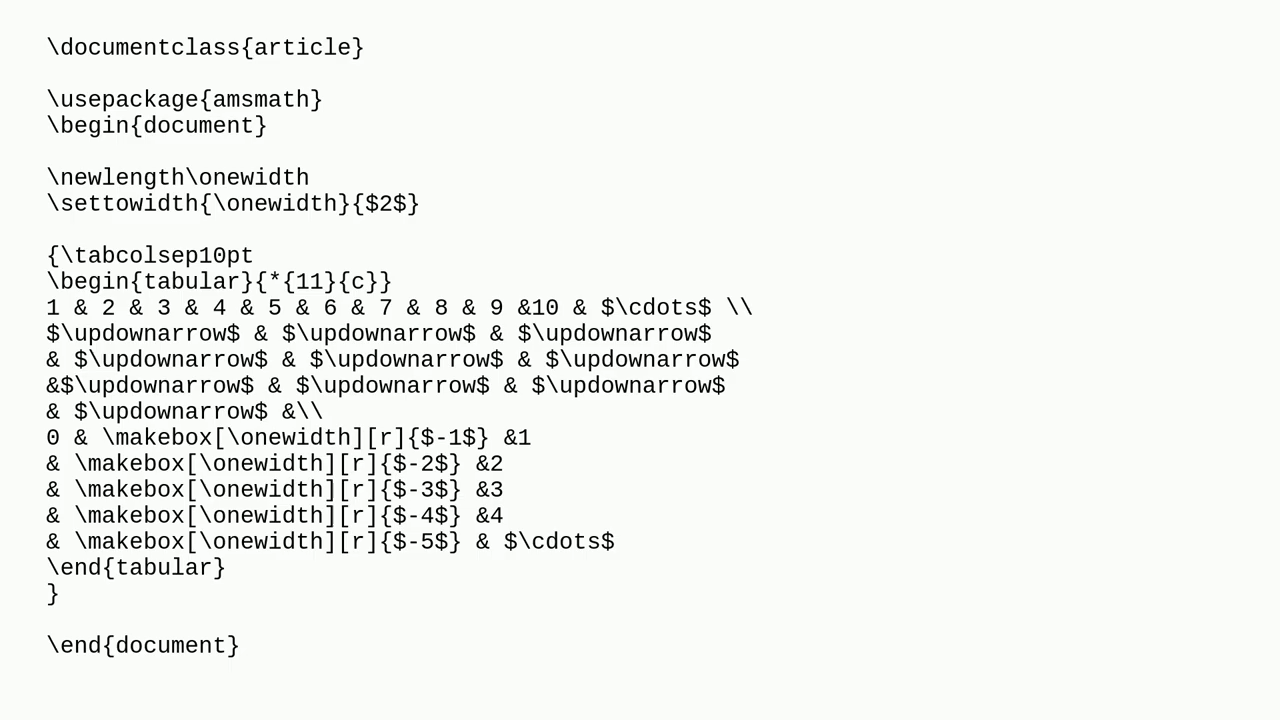 \documentclass{article}

\usepackage{amsmath}
\begin{document}

\newlength\onewidth
\settowidth{\onewidth}{$2$}

{\tabcolsep10pt
\begin{tabular}{*{11}{c}}
1 & 2 & 3 & 4 & 5 & 6 & 7 & 8 & 9 &10 & $\cdots$ \\
$\updownarrow$ & $\updownarrow$ & $\updownarrow$
& $\updownarrow$ & $\updownarrow$ & $\updownarrow$
&$\updownarrow$ & $\updownarrow$ & $\updownarrow$
& $\updownarrow$ &\\
0 & \makebox[\onewidth][r]{$-1$} &1
& \makebox[\onewidth][r]{$-2$} &2
& \makebox[\onewidth][r]{$-3$} &3
& \makebox[\onewidth][r]{$-4$} &4
& \makebox[\onewidth][r]{$-5$} & $\cdots$
\end{tabular}
}

\end{document}